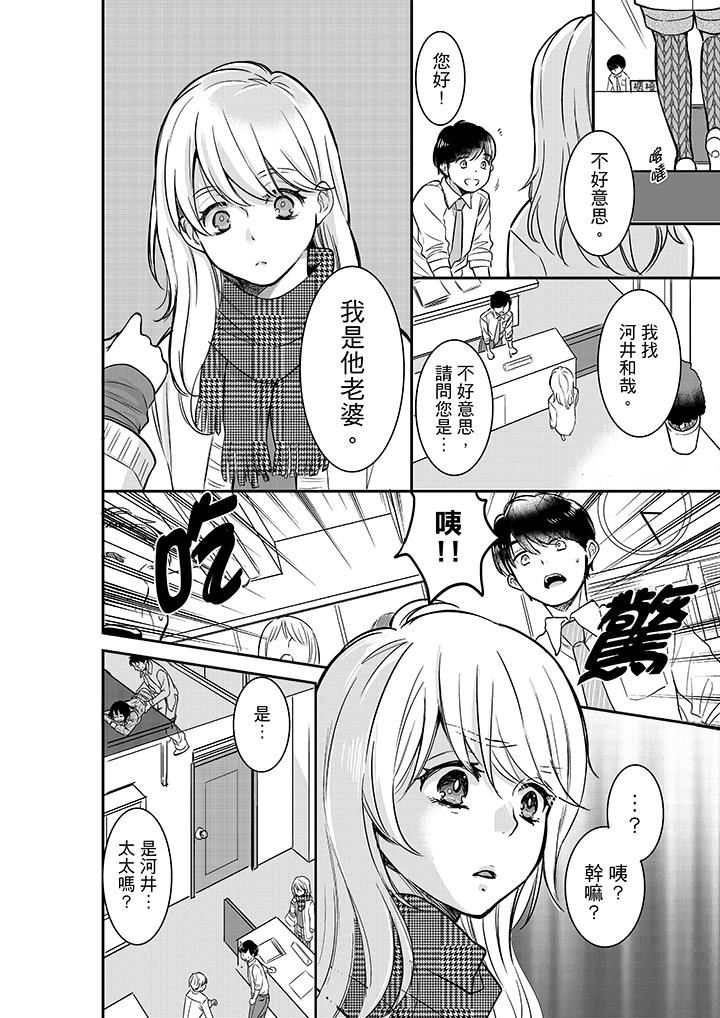 喀噠
不好意思。
您好！
我找
河井和哉。
不好意思，
請問您是…
我是他老婆。
咦！！
吃驚
…？
咦？
幹嘛？
是…
是河井…
太太嗎？